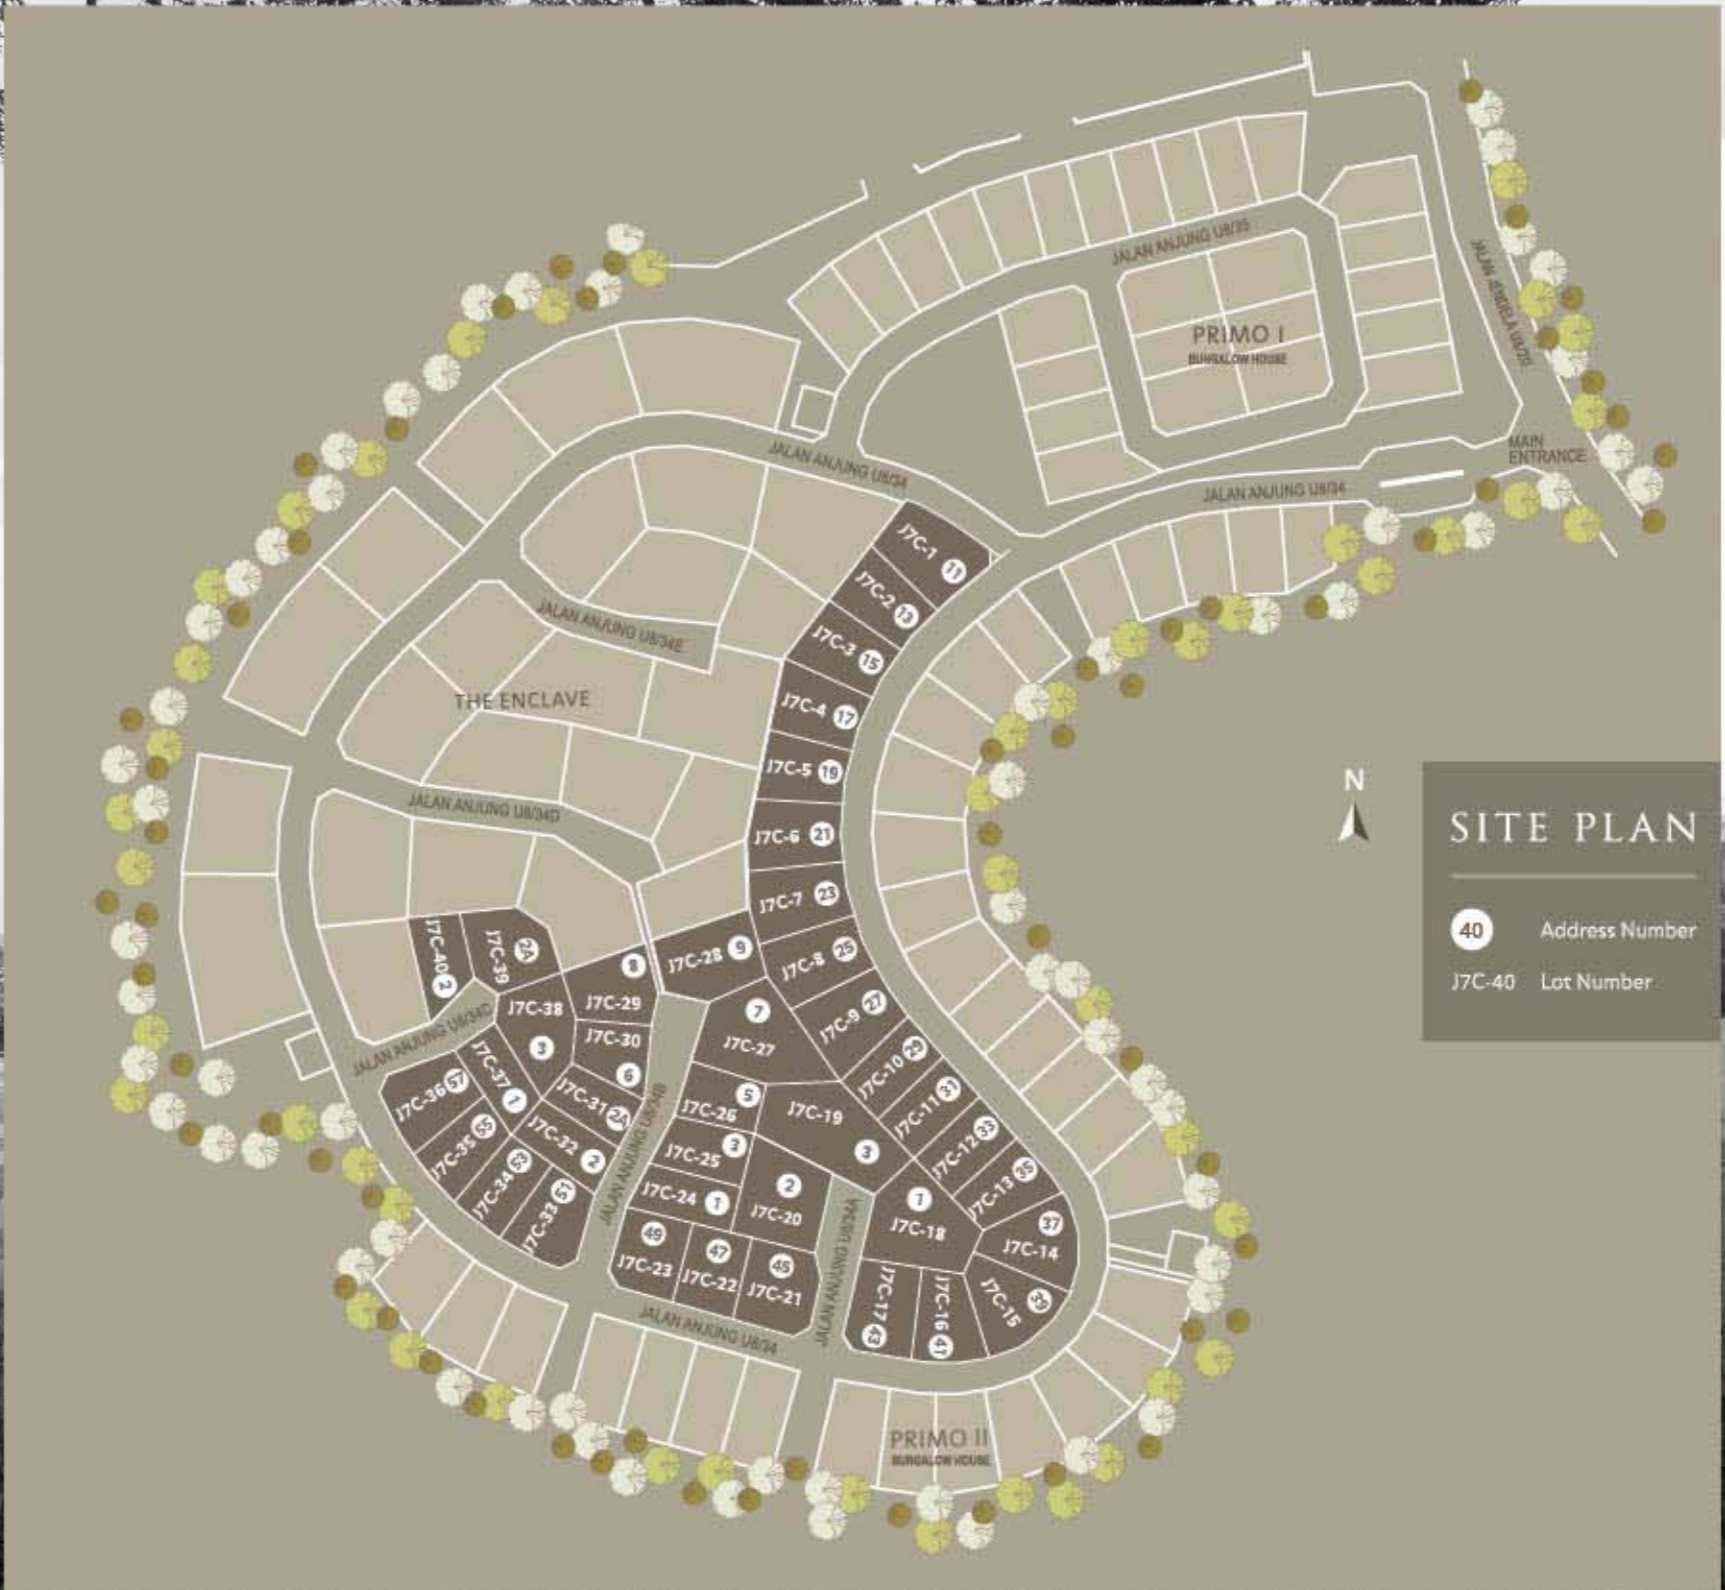 JALAN ANJUNG U8/35
JALAN JENDELA U8/20
PRIMO I
BUNGALOW HOUSE
JALAN ANJUNG U8/34
MAIN
ENTRANCE
JALAN ANJUNG U8/34
J7C-1 11
J7C-2 13
J7C-3 15
JALAN ANJUNG U8/34E
THE ENCLAVE
J7C-4 17
J7C-5 19
JALAN ANJUNG U8/34D
J7C-6 21
J7C-7 23
J7C-8 25
J7C-28 9
J7C-40 2
J7C-39 2A
8
J7C-29
J7C-38
3
J7C-30
6
7
J7C-27
J7C-9 27
J7C-10 29
J7C-11 31
J7C-12 33
J7C-13 35
37
J7C-14
J7C-15 39
J7C-16 41
J7C-17 43
1
J7C-18
J7C-19
3
2
J7C-20
45
J7C-21
47
J7C-22
49
J7C-23
J7C-24 1
J7C-25 3
5
J7C-26
J7C-31 2A
J7C-32 2
J7C-33 51
J7C-34 53
J7C-35 55
J7C-36 57
J7C-37 1
JALAN ANJUNG U8/34C
JALAN ANJUNG U8/34B
JALAN ANJUNG U8/34A
JALAN ANJUNG U8/34
PRIMO II
BUNGALOW HOUSE
N
SITE PLAN
40 Address Number
J7C-40 Lot Number